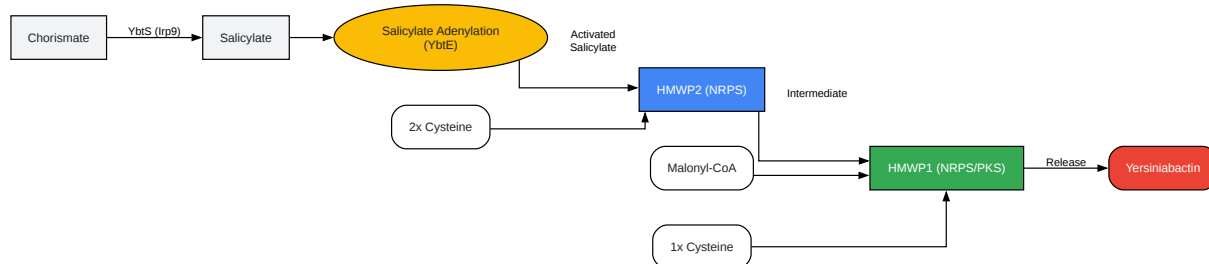 Chorismate
YbtS (Irp9)
Salicylate
Salicylate Adenylation
(YbtE)
Activated
Salicylate
HMWP2 (NRPS)
Intermediate
2x Cysteine
Malonyl-CoA
HMWP1 (NRPS/PKS)
Release
Yersiniabactin
1x Cysteine